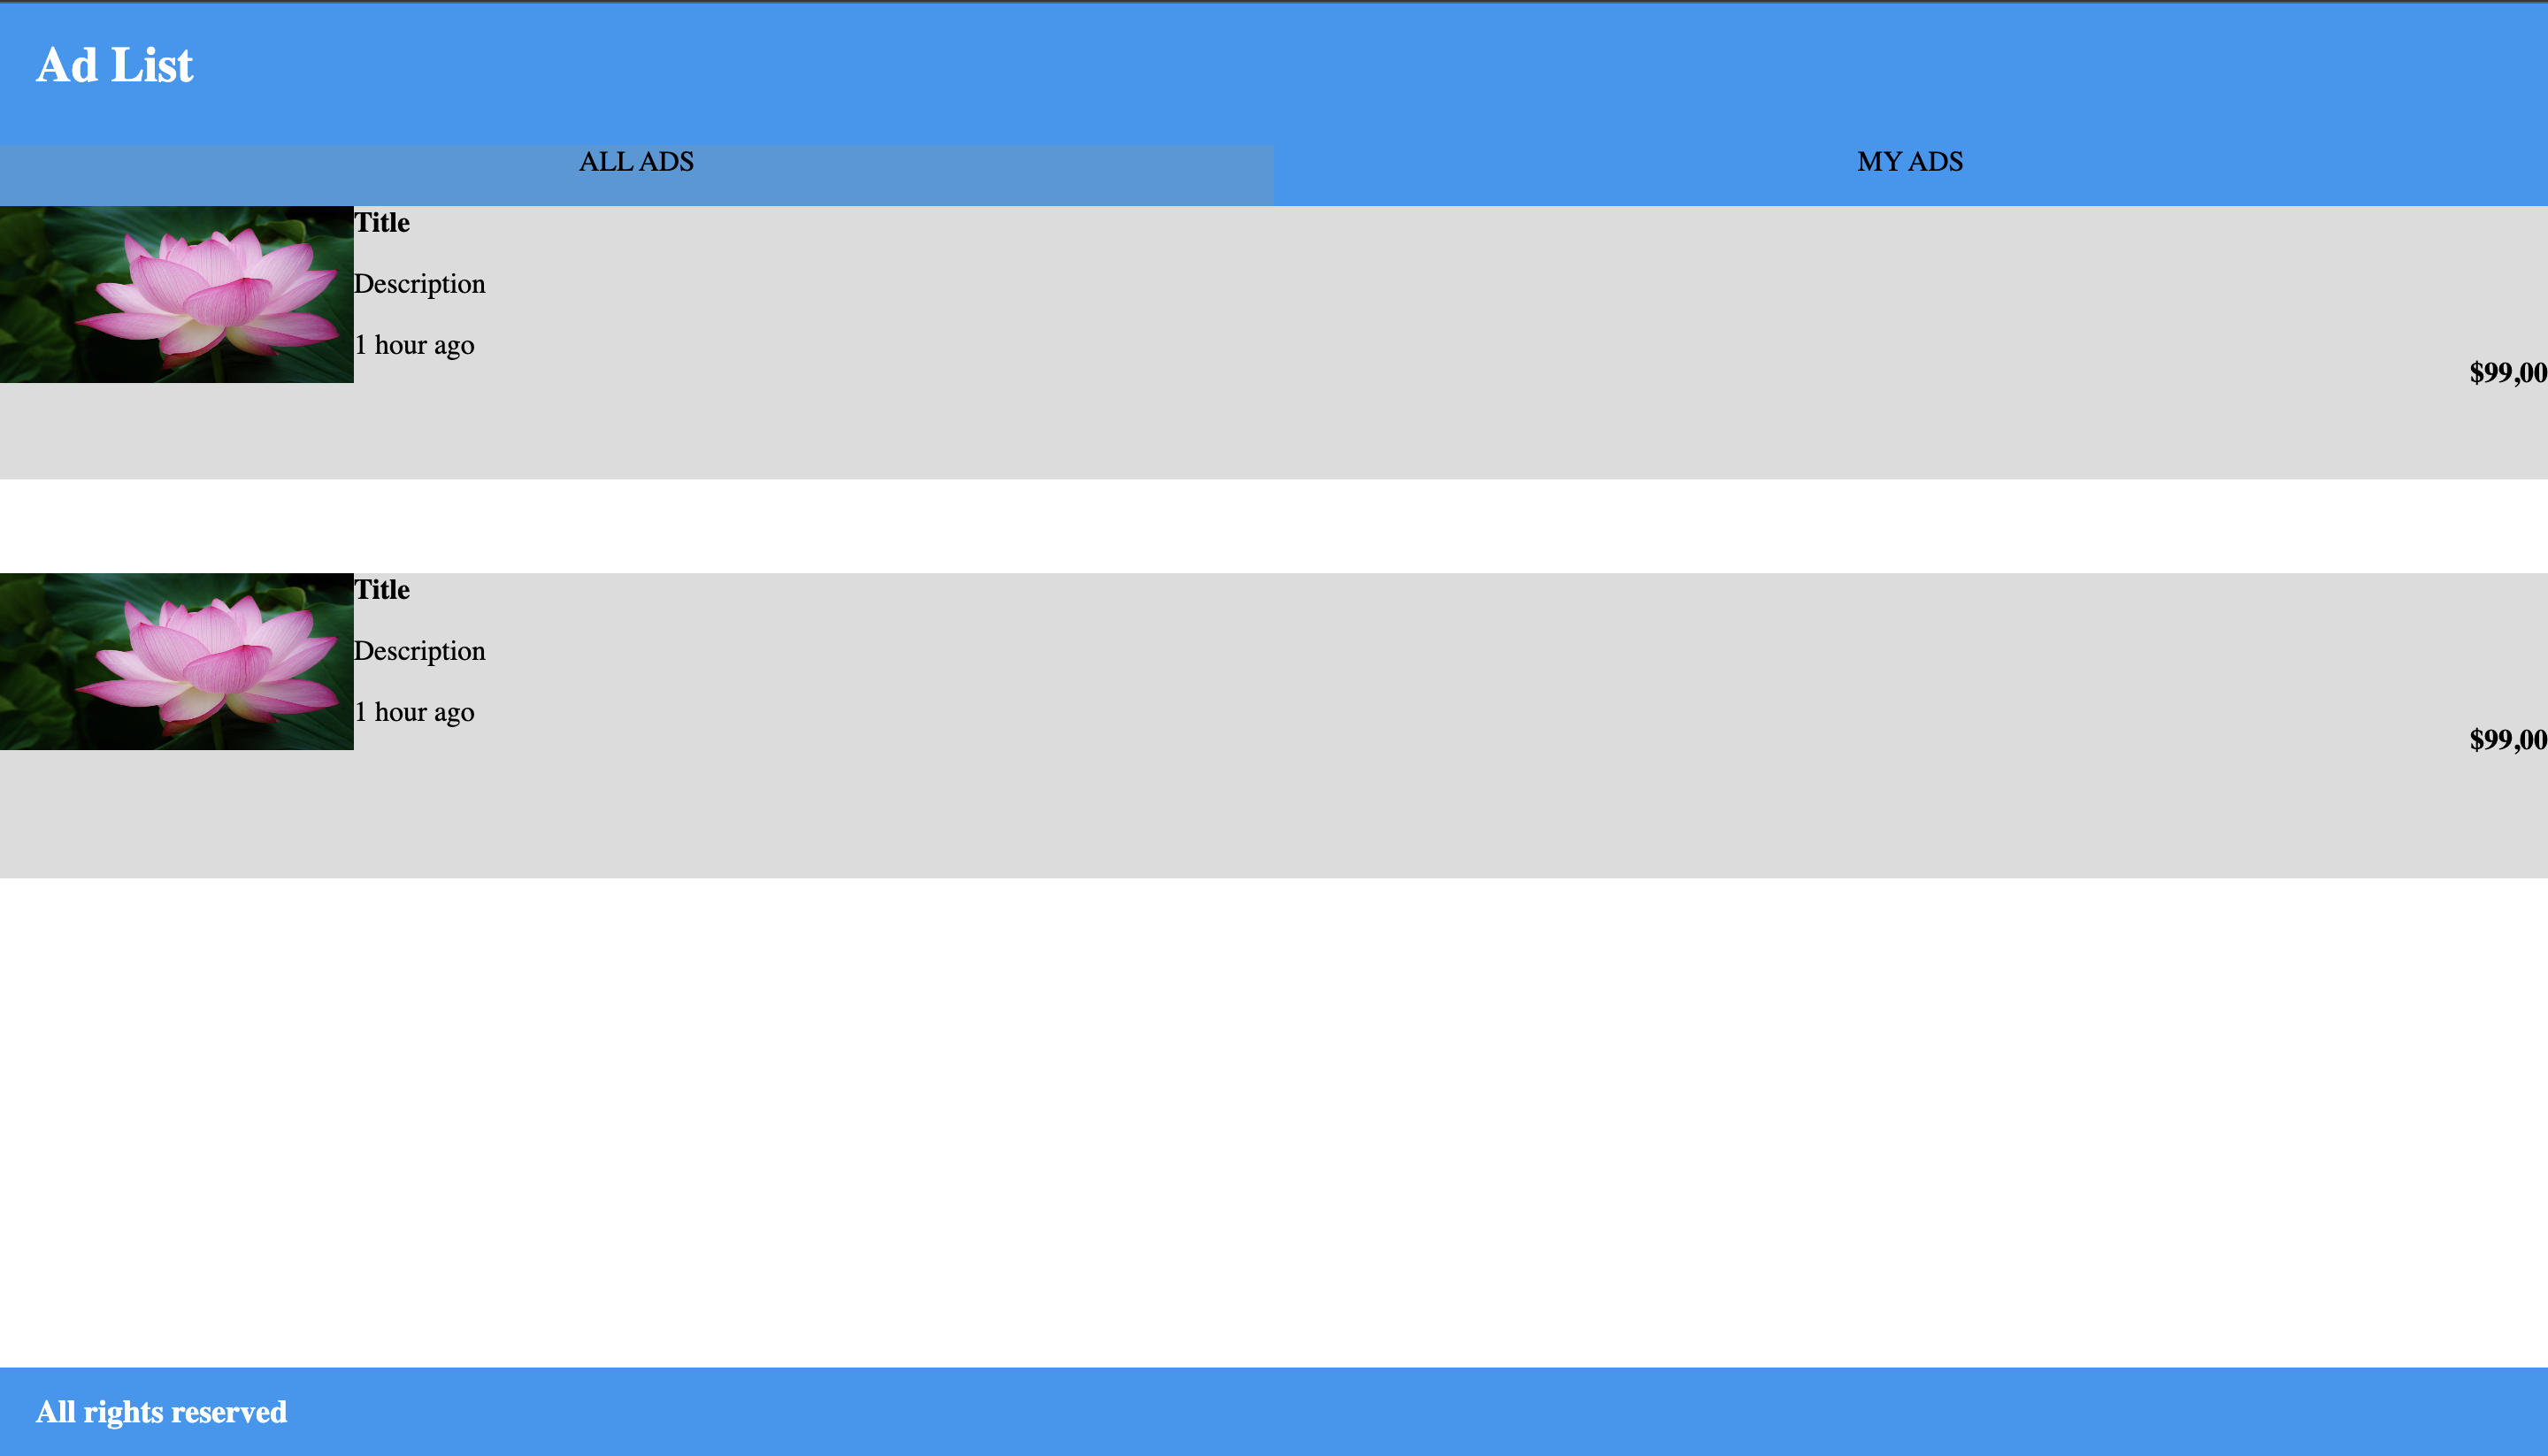 Ad List
ALL ADS MY ADS
Title
Description
1 hour ago
$99,00
Title
Description
1 hour ago
$99,00
All rights reserved